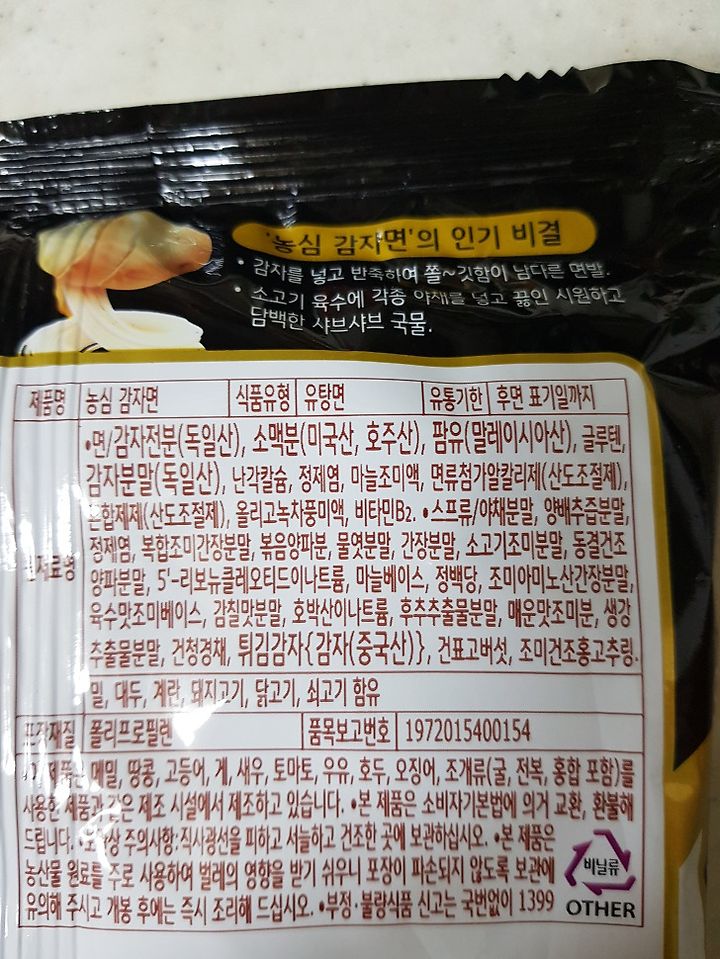 '농심 감자면'의 인기 비결
• 감자를 넣고 반죽하여 쫄~깃함이 남다른 면발.
• 소고기 육수에 각종 야채를 넣고 끓인 시원하고
담백한 샤브샤브 국물.
제품명 농심 감자면 식품유형 유탕면 유통기한 후면 표기일까지
•면/감자전분(독일산), 소맥분(미국산, 호주산), 팜유(말레이시아산), 글루텐,
감자분말(독일산), 난각칼슘, 정제염, 마늘조미액, 면류첨가알칼리제(산도조절제),
혼합제제(산도조절제), 올리고녹차풍미액, 비타민B₂. •스프류/야채분말, 양배추즙분말,
정제염, 복합조미간장분말, 볶음양파분, 물엿분말, 간장분말, 소고기조미분말, 동결건조
원재료명 양파분말, 5'-리보뉴클레오티드이나트륨, 마늘베이스, 정백당, 조미아미노산간장분말,
육수맛조미베이스, 감칠맛분말, 호박산이나트륨, 후추추출물분말, 매운맛조미분, 생강
추출물분말, 건청경채, 튀김감자{감자(중국산)}, 건표고버섯, 조미건조홍고추링.
밀, 대두, 계란, 돼지고기, 닭고기, 쇠고기 함유
포장재질 폴리프로필렌 품목보고번호 1972015400154
이 제품은 메밀, 땅콩, 고등어, 게, 새우, 토마토, 우유, 호두, 오징어, 조개류(굴, 전복, 홍합 포함)를
사용한 제품과 같은 제조 시설에서 제조하고 있습니다. •본 제품은 소비자기본법에 의거 교환, 환불해
드립니다. •보관상 주의사항:직사광선을 피하고 서늘하고 건조한 곳에 보관하십시오. •본 제품은
농산물 원료를 주로 사용하여 벌레의 영향을 받기 쉬우니 포장이 파손되지 않도록 보관에
유의해 주시고 개봉 후에는 즉시 조리해 드십시오. •부정·불량식품 신고는 국번없이 1399
비닐류
OTHER